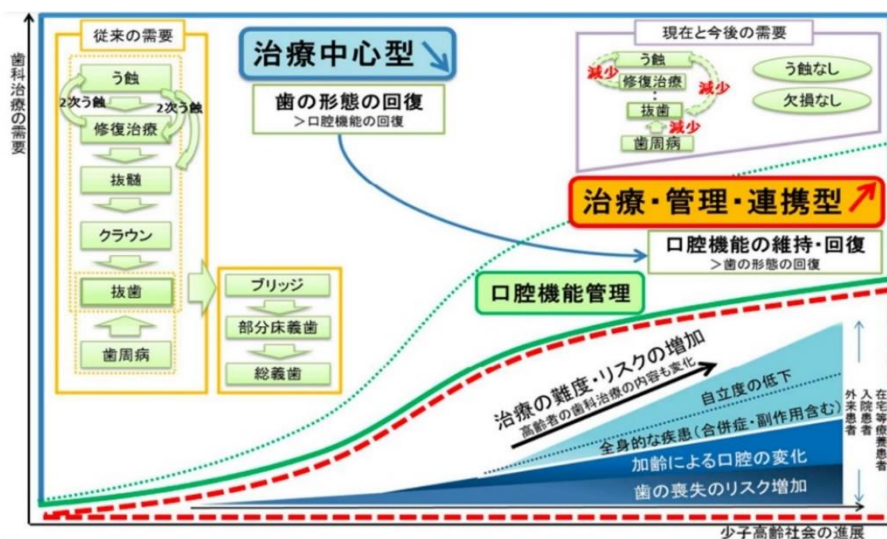 歯科治療の需要
従来の需要
う蝕
2次う蝕
2次う蝕
修復治療
抜髄
クラウン
抜歯
歯周病
ブリッジ
部分床義歯
総義歯
治療中心型
歯の形態の回復
>口腔機能の回復
現在と今後の需要
う蝕
減少
修復治療
減少
抜歯
減少
歯周病
う蝕なし
欠損なし
治療・管理・連携型
口腔機能の維持・回復
>歯の形態の回復
口腔機能管理
治療の難度・リスクの増加
高齢者の歯科治療の内容も変化
自立度の低下
全身的な疾患(合併症・副作用含む)
加齢による口腔の変化
歯の喪失のリスク増加
在宅等療養患者
入院患者
外来患者
少子高齢社会の進展